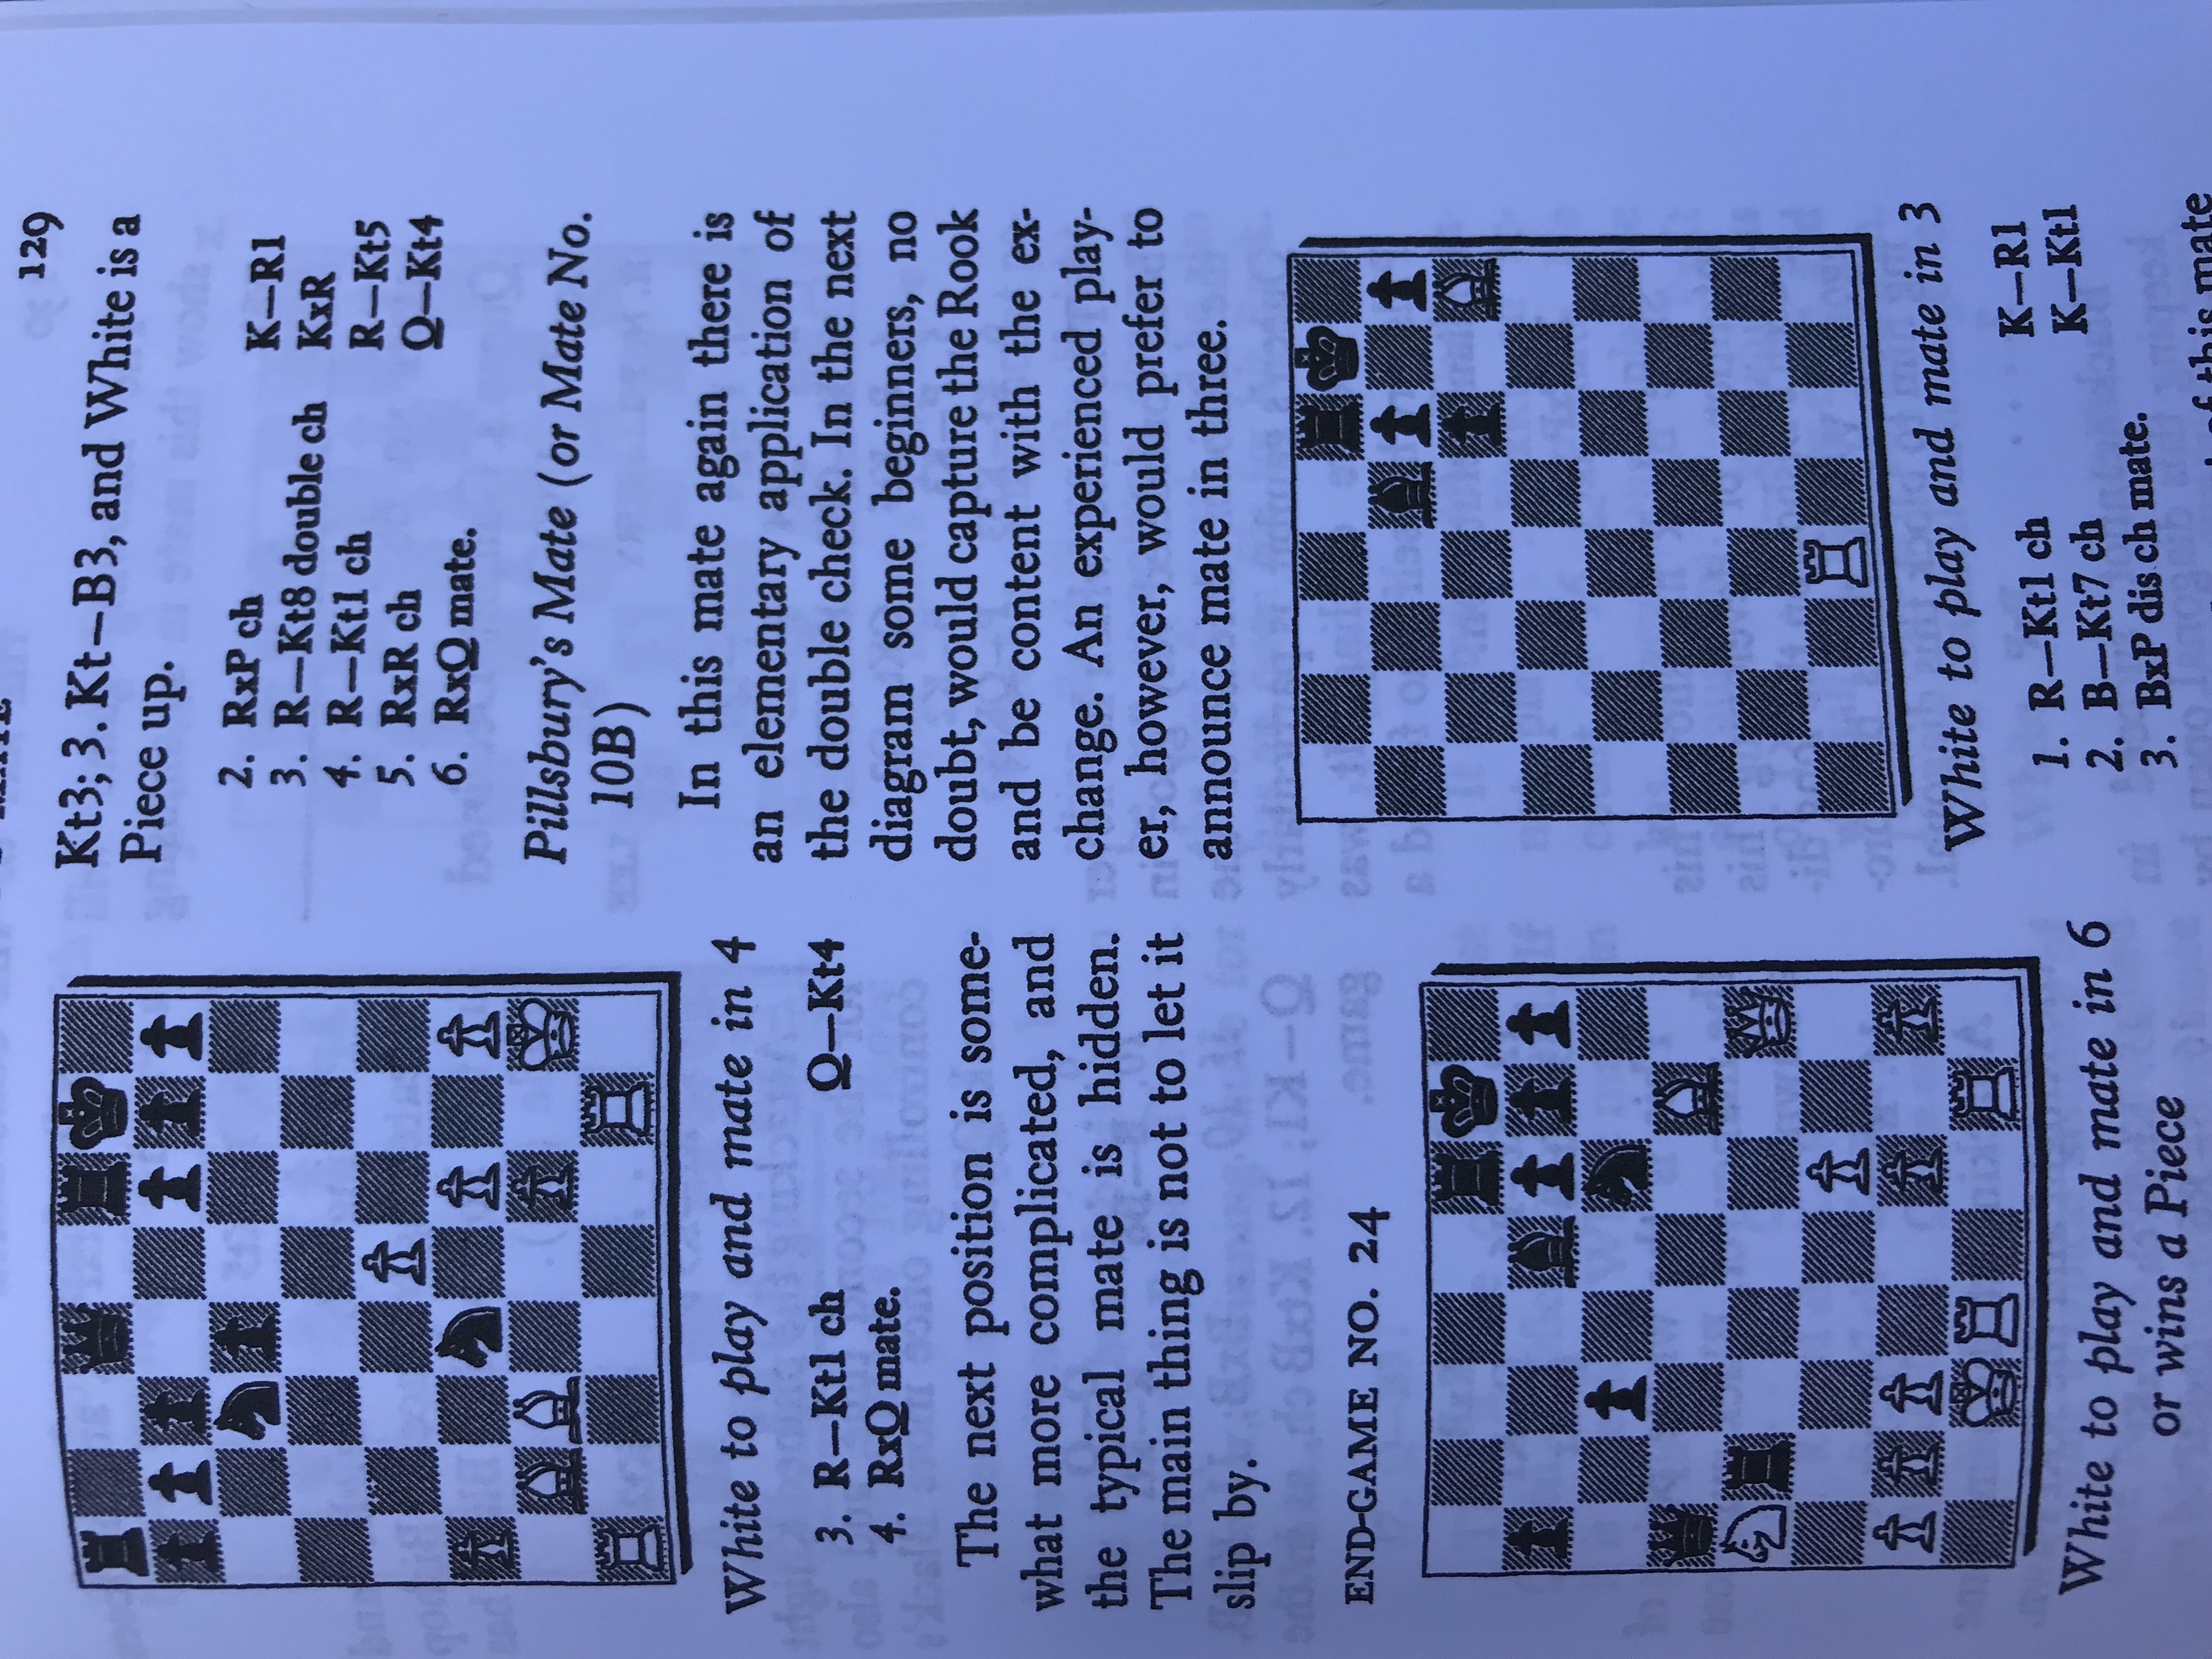 129
White to play and mate in 4
3. R—Kt1 ch Q—Kt4
4. RxQ mate.
The next position is some-
what more complicated, and
the typical mate is hidden.
The main thing is not to let it
slip by.
END-GAME NO. 24
White to play and mate in 6
or wins a Piece
Kt3; 3. Kt—B3, and White is a
Piece up.
2. RxP ch K—R1
3. R—Kt8 double ch KxR
4. R—Kt1 ch R—Kt5
5. RxR ch Q—Kt4
6. RxQ mate.
Pillsbury's Mate (or Mate No.
10B)
In this mate again there is
an elementary application of
the double check. In the next
diagram some beginners, no
doubt, would capture the Rook
and be content with the ex-
change. An experienced play-
er, however, would prefer to
announce mate in three.
White to play and mate in 3
1. R—Kt1 ch K—R1
2. B—Kt7 ch K—Kt1
3. BxP dis ch mate.
of this mate